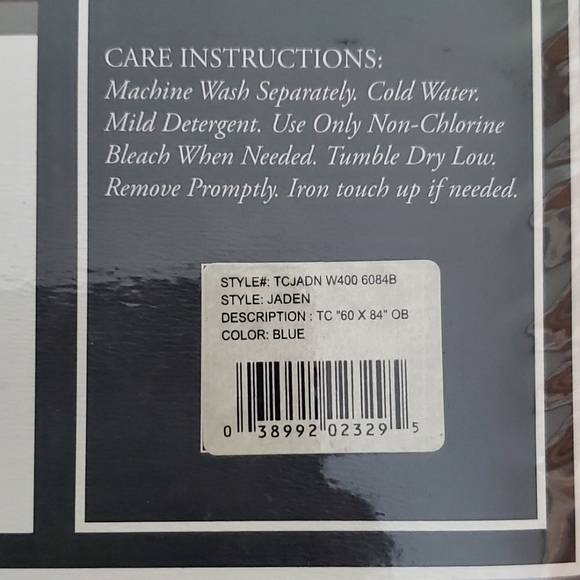 CARE INSTRUCTIONS:
Machine Wash Separately. Cold Water.
Mild Detergent. Use Only Non-Chlorine
Bleach When Needed. Tumble Dry Low.
Remove Promptly. Iron touch up if needed.
STYLE#: TCJADN W400 6084B
STYLE: JADEN
DESCRIPTION : TC "60 X 84" OB
COLOR: BLUE
0 38992 02329 5